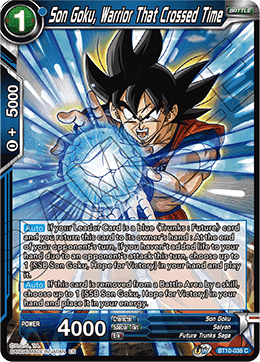 1
Son Goku, Warrior That Crossed Time
BATTLE
0 + 5000
Auto If your Leader Card is a blue ‹Trunks : Future› card
and you return this card to its owner's hand : At the end
of your opponent's turn, if you haven't added life to your
hand due to an opponent's attack this turn, choose up to
1 {SSB Son Goku, Hope for Victory} in your hand and play
it.
Auto If this card is removed from a Battle Area by a skill,
choose up to 1 {SSB Son Goku, Hope for Victory} in your
hand and place it in your energy.
POWER
4000
Character Son Goku
Special Trait Saiyan
Era Future Trunks Saga
BT10-038 C